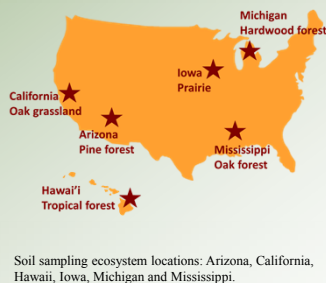 Michigan
Hardwood forest
Iowa
Prairie
California
Oak grassland
Arizona
Pine forest
Mississippi
Oak forest
Hawai'i
Tropical forest
Soil sampling ecosystem locations: Arizona, California,
Hawaii, Iowa, Michigan and Mississippi.